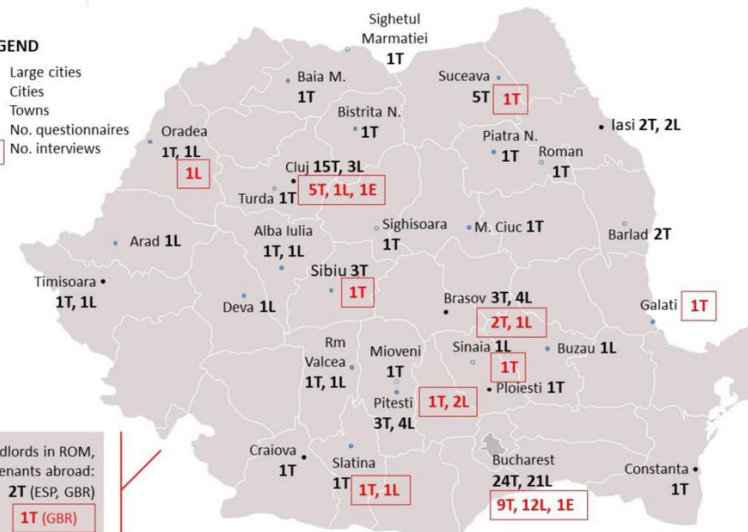 Sighetul
Marmatiei
1T
GEND
Large cities
Cities
Towns
No. questionnaires
No. interviews
Baia M.
1T
Suceava
5T 1T
Bistrita N.
1T
Iasi 2T, 2L
Oradea
1T, 1L
1L
Piatra N.
1T
Roman
1T
Cluj 15T, 3L
5T, 1L, 1E
Turda 1T
Sighisoara
1T
M. Ciuc 1T
Barlad 2T
Alba Iulia
1T, 1L
Arad 1L
Sibiu 3T
1T
Timisoara
1T, 1L
Deva 1L
Brasov 3T, 4L
2T, 1L
Galati 1T
Rm
Valcea
1T, 1L
Mioveni
1T
Sinaia 1L
1T
Buzau 1L
Ploiesti 1T
Pitesti
3T, 4L
1T, 2L
Craiova
1T
Slatina
1T 1T, 1L
Bucharest
24T, 21L
9T, 12L, 1E
Constanta
1T
dlords in ROM,
enants abroad:
2T (ESP, GBR)
1T (GBR)